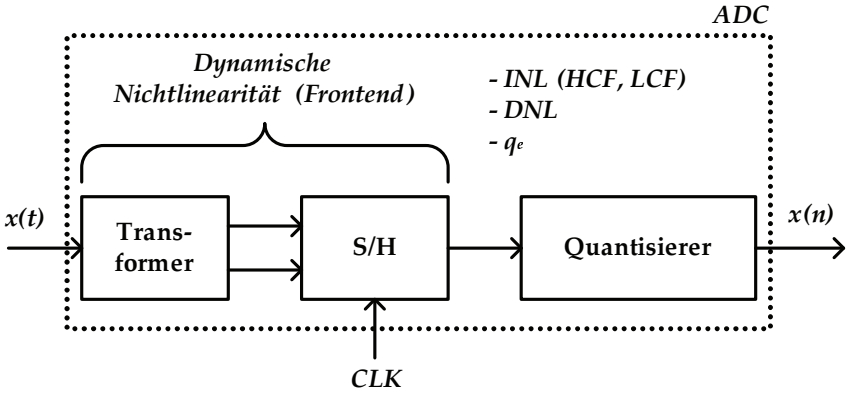 ADC
Dynamische
Nichtlinearität (Frontend)
- INL (HCF, LCF)
- DNL
- qe
x(t)
Trans-
former
S/H
Quantisierer
x(n)
CLK